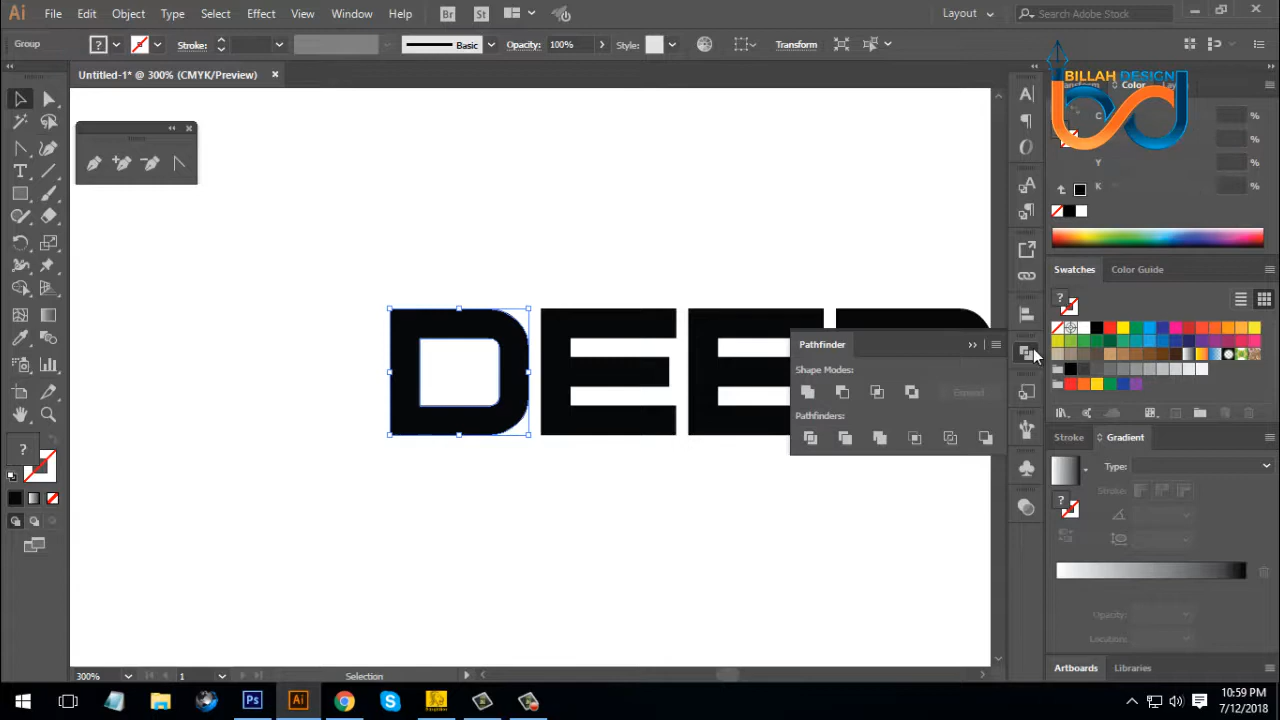 Ai File Edit Object Type Select Effect View Window Help Br St Layout Search Adobe Stock
Group Stroke: Basic Opacity: 100% Style: Transform
Untitled-1* @ 300% (CMYK/Preview)
BILLAH DESIGN
Color
C %
%
Y %
K %
Swatches Color Guide
DEEP
Pathfinder
Shape Modes:
Expand
Pathfinders:
Stroke Gradient
Type:
Stroke:
Opacity:
Location:
300% 1 Selection
Artboards Libraries
Ps Ai
10:59 PM
7/12/2018